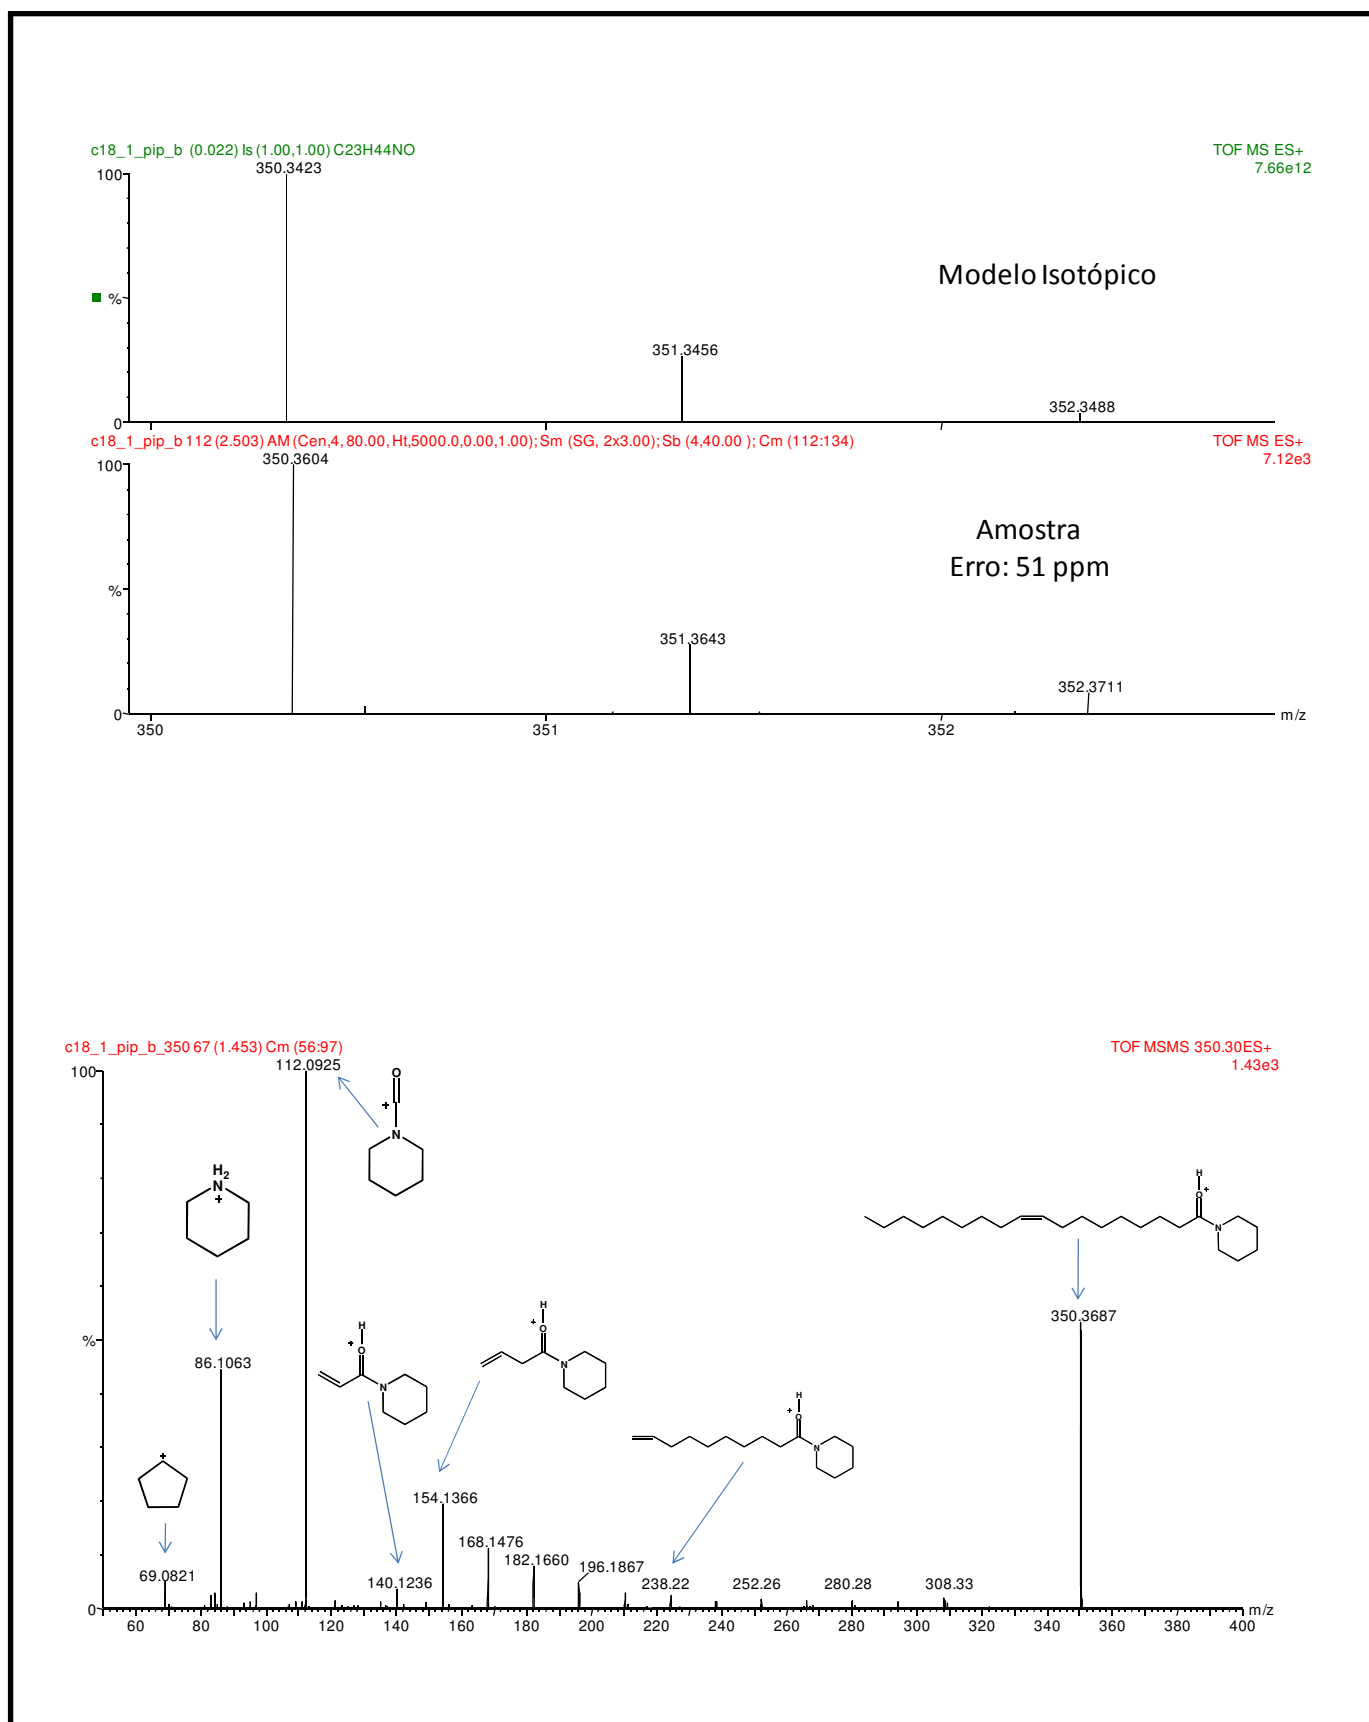 c18_1_pip_b (0.022) Is (1.00,1.00) C23H44NO
TOF MS ES+
7.66e12
100
350.3423
Modelo Isotópico
%
351.3456
352.3488
0
c18_1_pip_b 112 (2.503) AM (Cen,4, 80.00, Ht,5000.0,0.00,1.00); Sm (SG, 2x3.00); Sb (4,40.00 ); Cm (112:134)
TOF MS ES+
7.12e3
100
350.3604
Amostra
Erro: 51 ppm
%
351.3643
352.3711
0
m/z
350 351 352
c18_1_pip_b_350 67 (1.453) Cm (56:97)
TOF MSMS 350.30ES+
1.43e3
100
112.0925
O
+
N
H2
N
+
H
O
+
N
350.3687
%
86.1063
H
+
O
N
H
+
O
N
H
+
O
N
+
154.1366
168.1476
182.1660
196.1867
69.0821
140.1236
238.22
252.26
280.28
308.33
0
m/z
60 80 100 120 140 160 180 200 220 240 260 280 300 320 340 360 380 400